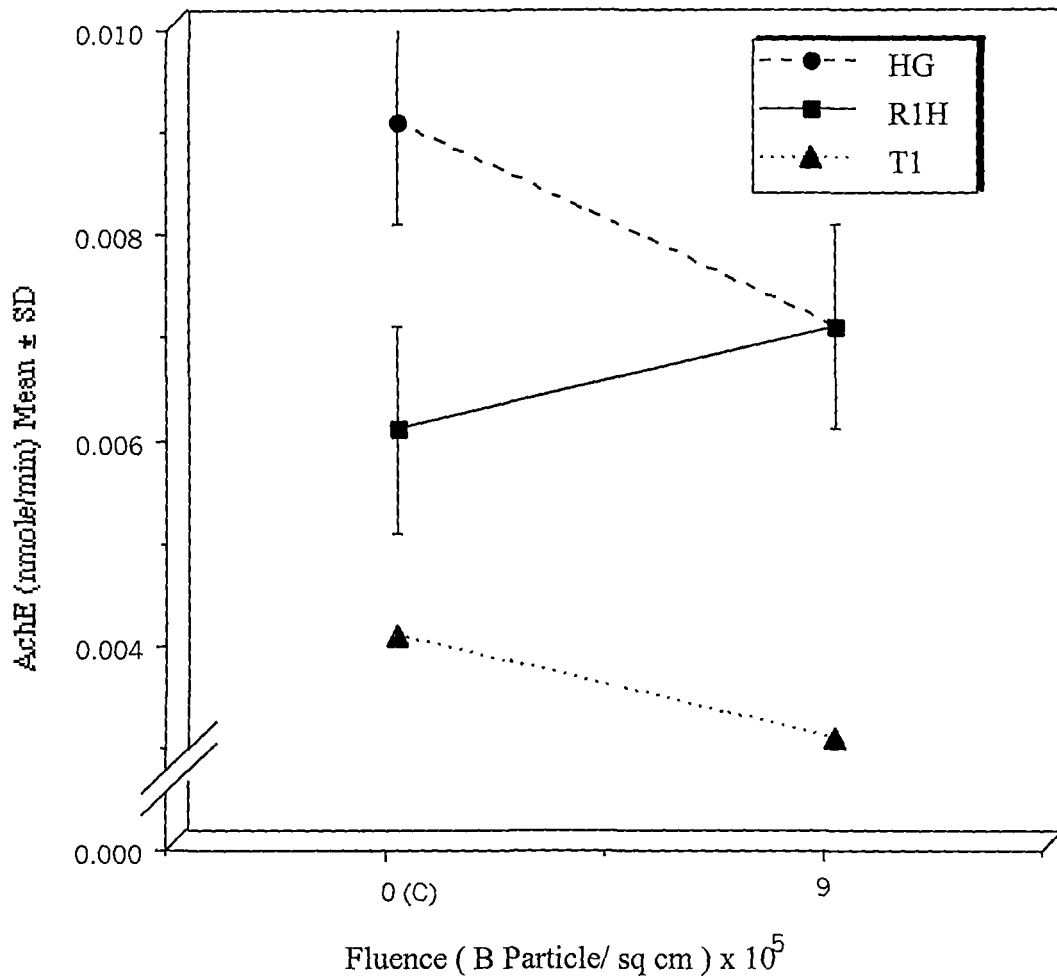 0.010
0.008
0.006
0.004
0.000
AchE (nmole/min) Mean ± SD
HG
R1H
T1
0 (C)
9
Fluence ( B Particle/ sq cm ) x 10^5